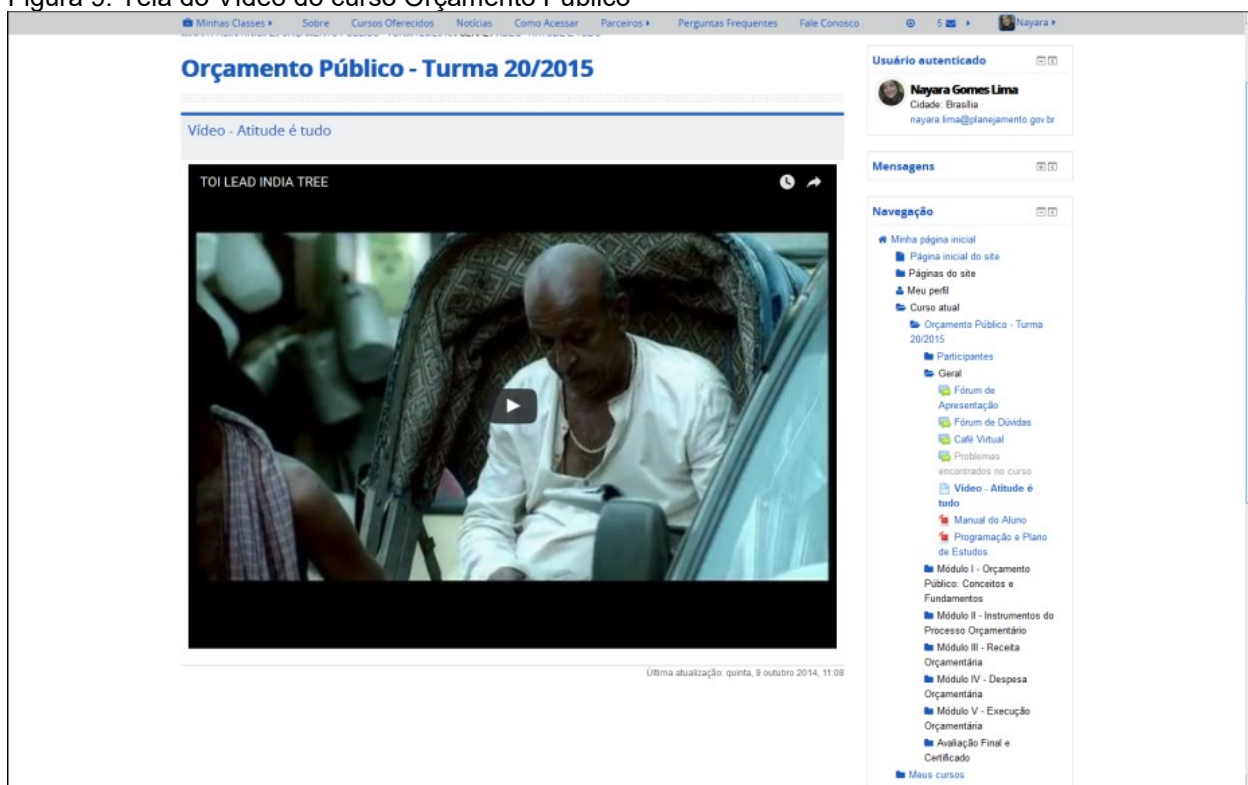 Figura 9: Tela do Vídeo do curso Orçamento Público
Minhas Classes Sobre Cursos Oferecidos Notícias Como Acessar Parceiros Perguntas Frequentes Fale Conosco 5 Nayara
Orçamento Público - Turma 20/2015
Vídeo - Atitude é tudo
TOI LEAD INDIA TREE
Última atualização: quinta, 9 outubro 2014, 11:08
Usuário autenticado
Nayara Gomes Lima
Cidade: Brasília
nayara.lima@planejamento.gov.br
Mensagens
Navegação
Minha página inicial
Página inicial do site
Páginas do site
Meu perfil
Curso atual
Orçamento Público - Turma
20/2015
Participantes
Geral
Fórum de
Apresentação
Fórum de Dúvidas
Café Virtual
Problemas
encontrados no curso
Vídeo - Atitude é
tudo
Manual do Aluno
Programação e Plano
de Estudos
Módulo I - Orçamento
Público: Conceitos e
Fundamentos
Módulo II - Instrumentos do
Processo Orçamentário
Módulo III - Receita
Orçamentária
Módulo IV - Despesa
Orçamentária
Módulo V - Execução
Orçamentária
Avaliação Final e
Certificado
Meus cursos